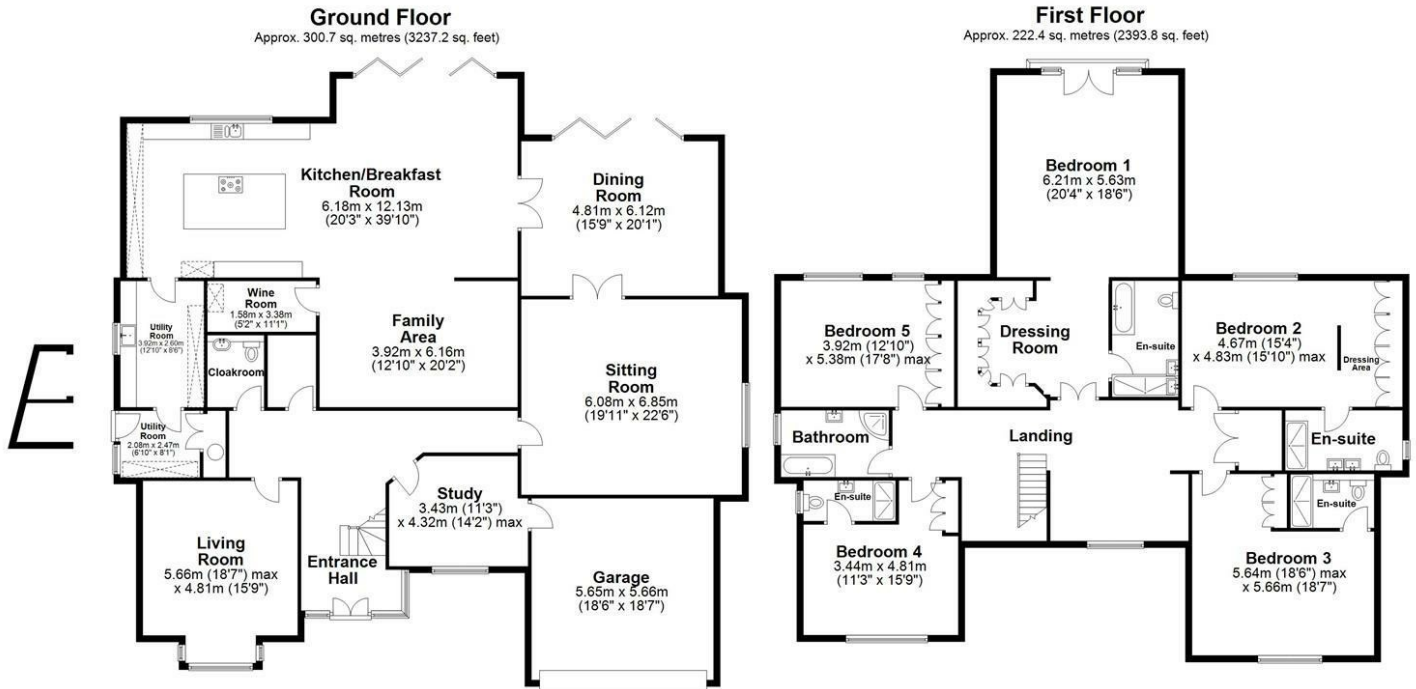 Ground Floor
Approx. 300.7 sq. metres (3237.2 sq. feet)
Kitchen/Breakfast
Room
6.18m x 12.13m
(20'3" x 39'10")
Dining
Room
4.81m x 6.12m
(15'9" x 20'1")
Wine
Room
1.58m x 3.38m
(5'2" x 11'1")
Utility
Room
3.92m x 2.60m
(12'10" x 8'6")
Family
Area
3.92m x 6.16m
(12'10" x 20'2")
Cloakroom
Sitting
Room
6.08m x 6.85m
(19'11" x 22'6")
Utility
Room
2.08m x 2.47m
(6'10" x 8'1")
Study
3.43m (11'3")
x 4.32m (14'2") max
Living
Room
5.66m (18'7") max
x 4.81m (15'9")
Entrance
Hall
Garage
5.65m x 5.66m
(18'6" x 18'7")
First Floor
Approx. 222.4 sq. metres (2393.8 sq. feet)
Bedroom 1
6.21m x 5.63m
(20'4" x 18'6")
Bedroom 5
3.92m (12'10")
x 5.38m (17'8") max
Dressing
Room
En-suite
Bedroom 2
4.67m (15'4")
x 4.83m (15'10") max
Dressing
Area
Bathroom
Landing
En-suite
En-suite
En-suite
Bedroom 4
3.44m x 4.81m
(11'3" x 15'9")
Bedroom 3
5.64m (18'6") max
x 5.66m (18'7")